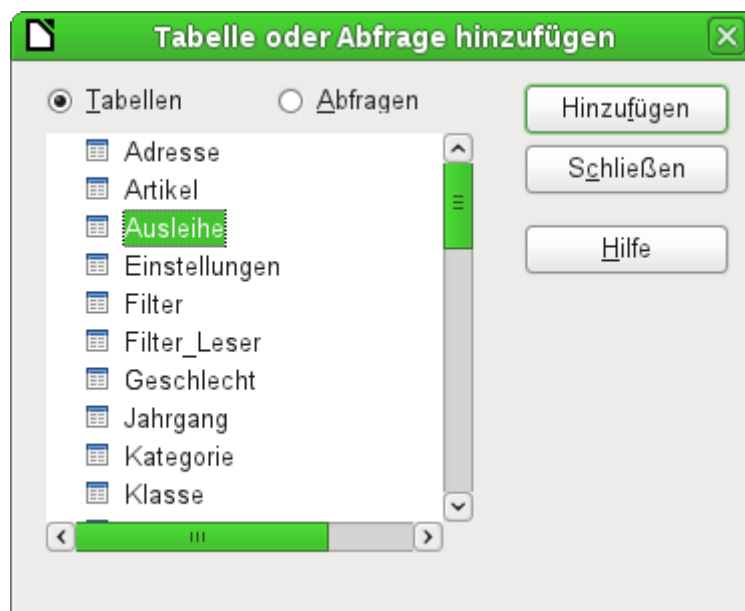 Tabelle oder Abfrage hinzufügen
Tabellen
Abfragen
Hinzufügen
Schließen
Hilfe
Adresse
Artikel
Ausleihe
Einstellungen
Filter
Filter_Leser
Geschlecht
Jahrgang
Kategorie
Klasse